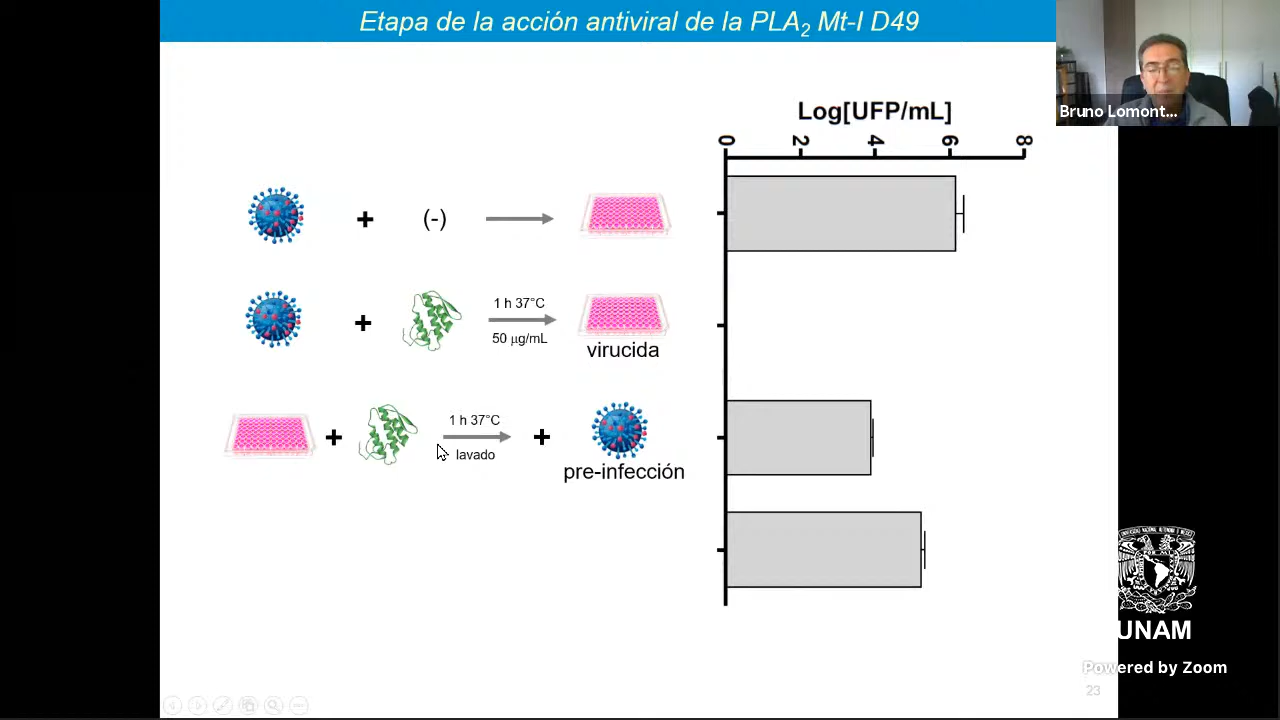 Etapa de la acción antiviral de la PLA2 Mt-I D49
Bruno Lomont...
Log[UFP/mL]
0 2 4 6 8
+ (-)
+
1 h 37°C
50 µg/mL
virucida
+
1 h 37°C
lavado
+
pre-infección
UNAM
Powered by Zoom
23